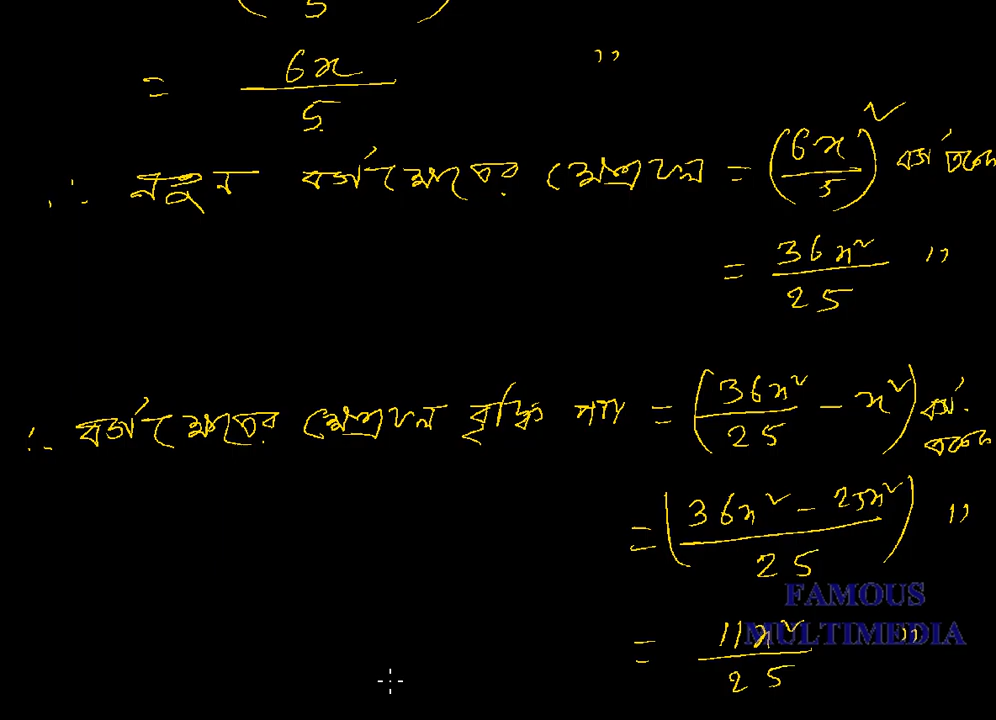 5
= 6x/5 ,,
∴ নতুন বর্গক্ষেত্রের ক্ষেত্রফল = (6x/5)² বর্গ একক
= 36x²/25 ,,
∴ বর্গক্ষেত্রের ক্ষেত্রফল বৃদ্ধি পায় = (36x²/25 - x²) বর্গ একক
= (36x² - 25x²/25) ,,
= 11x²/25 ,,
FAMOUS
MULTIMEDIA